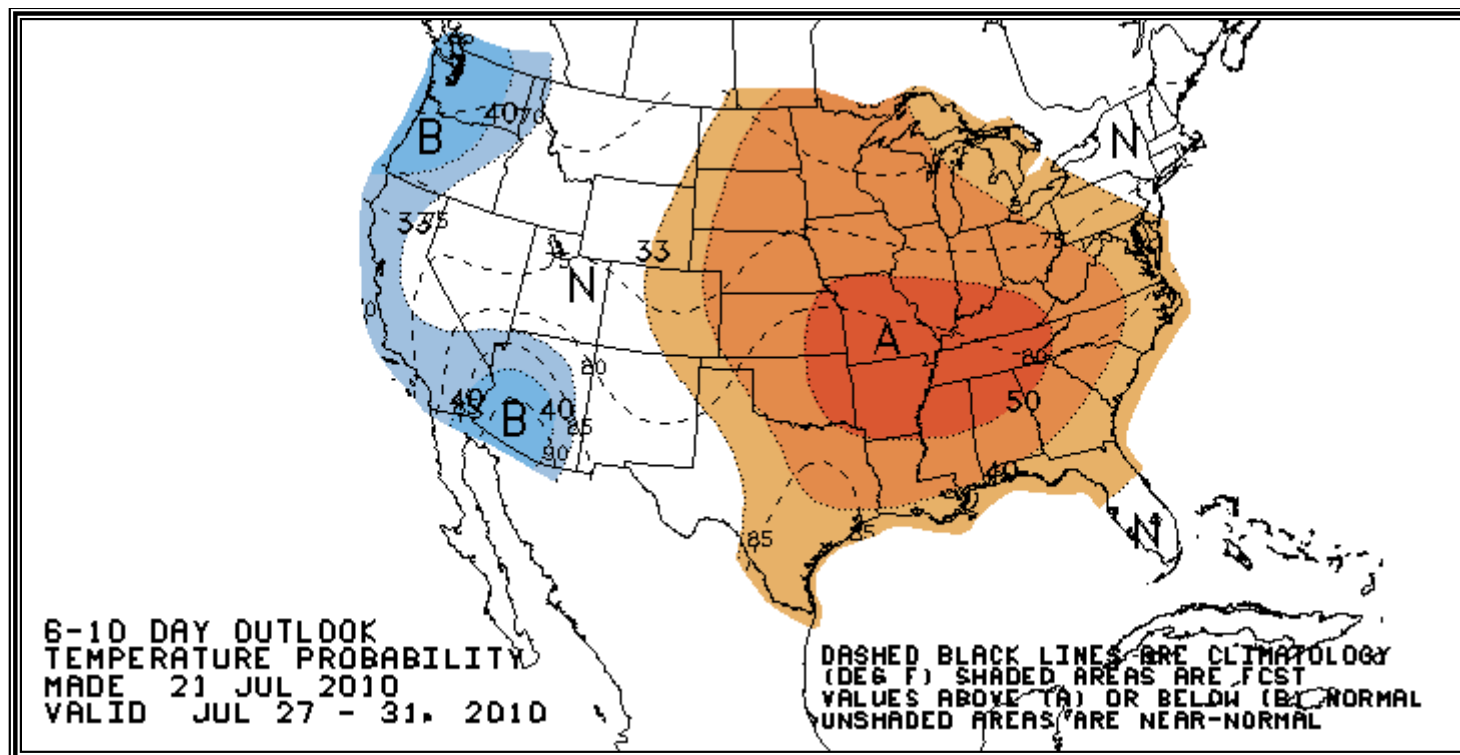 B
40
70
N
33
75
33
N
A
80
80
40
40
B
85
90
50
40
85
85
N
6-10 DAY OUTLOOK
TEMPERATURE PROBABILITY
MADE 21 JUL 2010
VALID JUL 27 - 31, 2010
DASHED BLACK LINES ARE CLIMATOLOGY
(DEG F) SHADED AREAS ARE FCST
VALUES ABOVE (A) OR BELOW (B) NORMAL
UNSHADED AREAS ARE NEAR-NORMAL